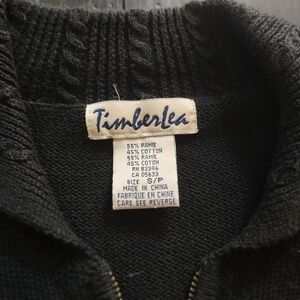 TimberLea
55% RAMIE
45% COTTON
55% RAMIE
45% COTON
RN 83346
CA 05633
SIZE S/P
MADE IN CHINA
FABRIQUE EN CHINE
CARE SEE REVERSE